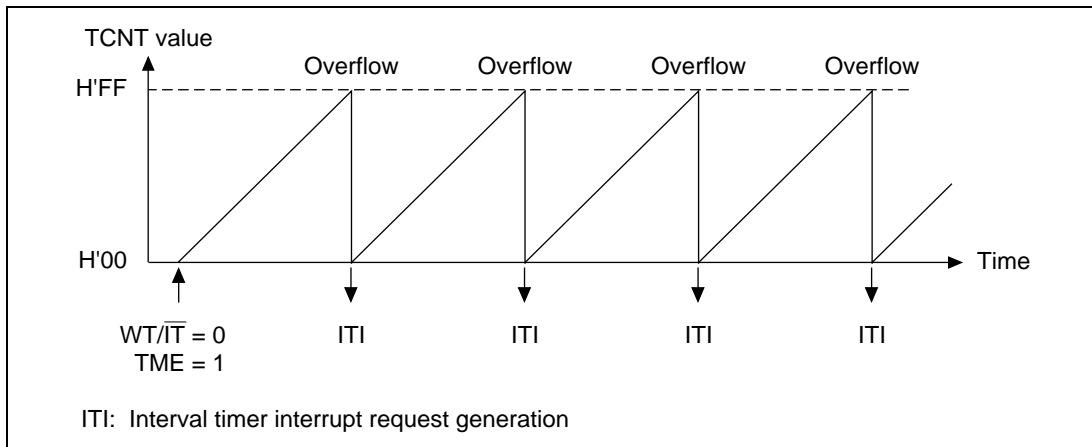 TCNT value
Overflow Overflow Overflow Overflow
H'FF
H'00
Time
WT/I̅T̅ = 0
TME = 1
ITI ITI ITI ITI
ITI: Interval timer interrupt request generation